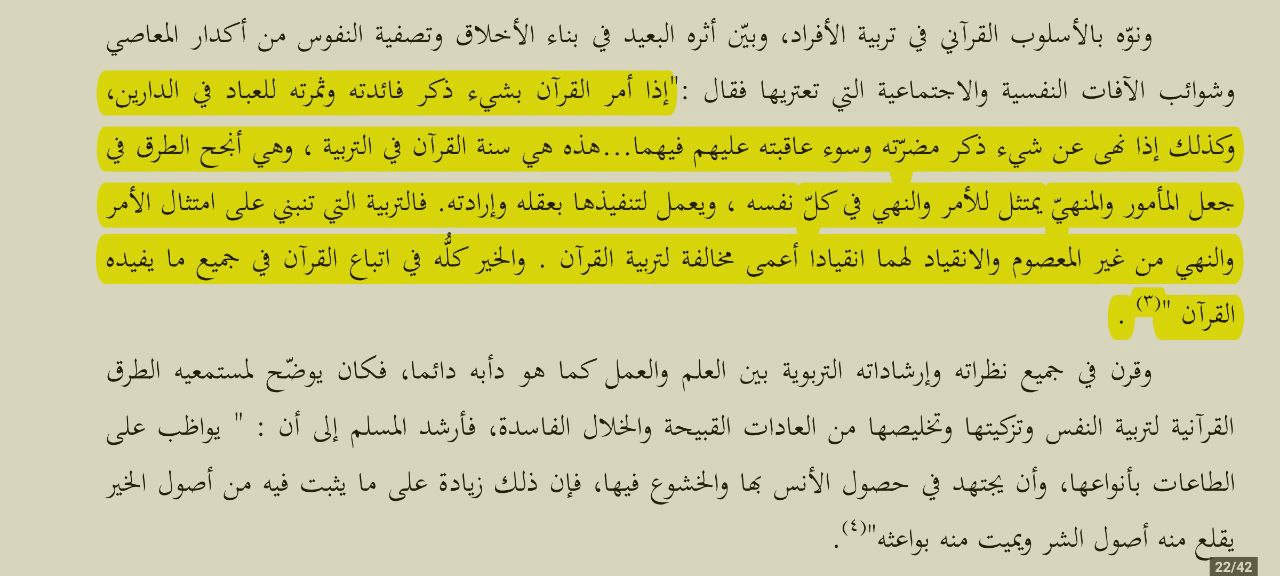 ونوّه بالأسلوب القرآني في تربية الأفراد، وبيّن أثره البعيد في بناء الأخلاق وتصفية النفوس من أكدار المعاصي
وشوائب الآفات النفسية والاجتماعية التي تعتريها فقال :"إذا أمر القرآن بشيء ذكر فائدته وثمرته للعباد في الدارين،
وكذلك إذا نهى عن شيء ذكر مضرّته وسوء عاقبته عليهم فيهما...هذه هي سنة القرآن في التربية ، وهي أنجح الطرق في
جعل المأمور والمنهيّ يمتثل للأمر والنهي في كلّ نفسه ، ويعمل لتنفيذها بعقله وإرادته. فالتربية التي تنبني على امتثال الأمر
والنهي من غير المعصوم والانقياد لهما انقيادا أعمى مخالفة لتربية القرآن . والخير كلُّه في اتباع القرآن في جميع ما يفيده
القرآن "(٣) .
وقرن في جميع نظراته وإرشاداته التربوية بين العلم والعمل كما هو دأبه دائما، فكان يوضّح لمستمعيه الطرق
القرآنية لتربية النفس وتزكيتها وتخليصها من العادات القبيحة والخلال الفاسدة، فأرشد المسلم إلى أن : " يواظب على
الطاعات بأنواعها، وأن يجتهد في حصول الأنس بها والخشوع فيها، فإن ذلك زيادة على ما يثبت فيه من أصول الخير
يقلع منه أصول الشر ويميت منه بواعثه"(٤).
22/42